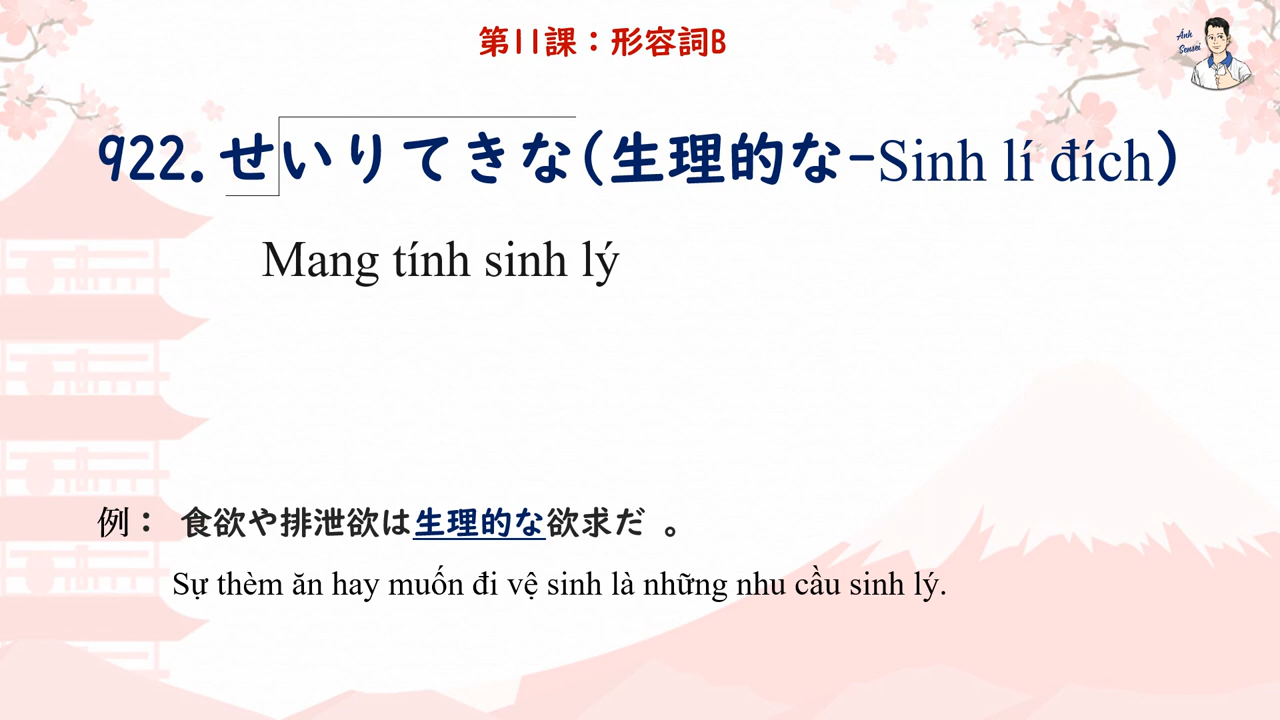 第11課：形容詞B
Ánh
Sensei
922.せいりてきな(生理的な-Sinh lí đích)
Mang tính sinh lý
例： 食欲や排泄欲は生理的な欲求だ 。
Sự thèm ăn hay muốn đi vệ sinh là những nhu cầu sinh lý.